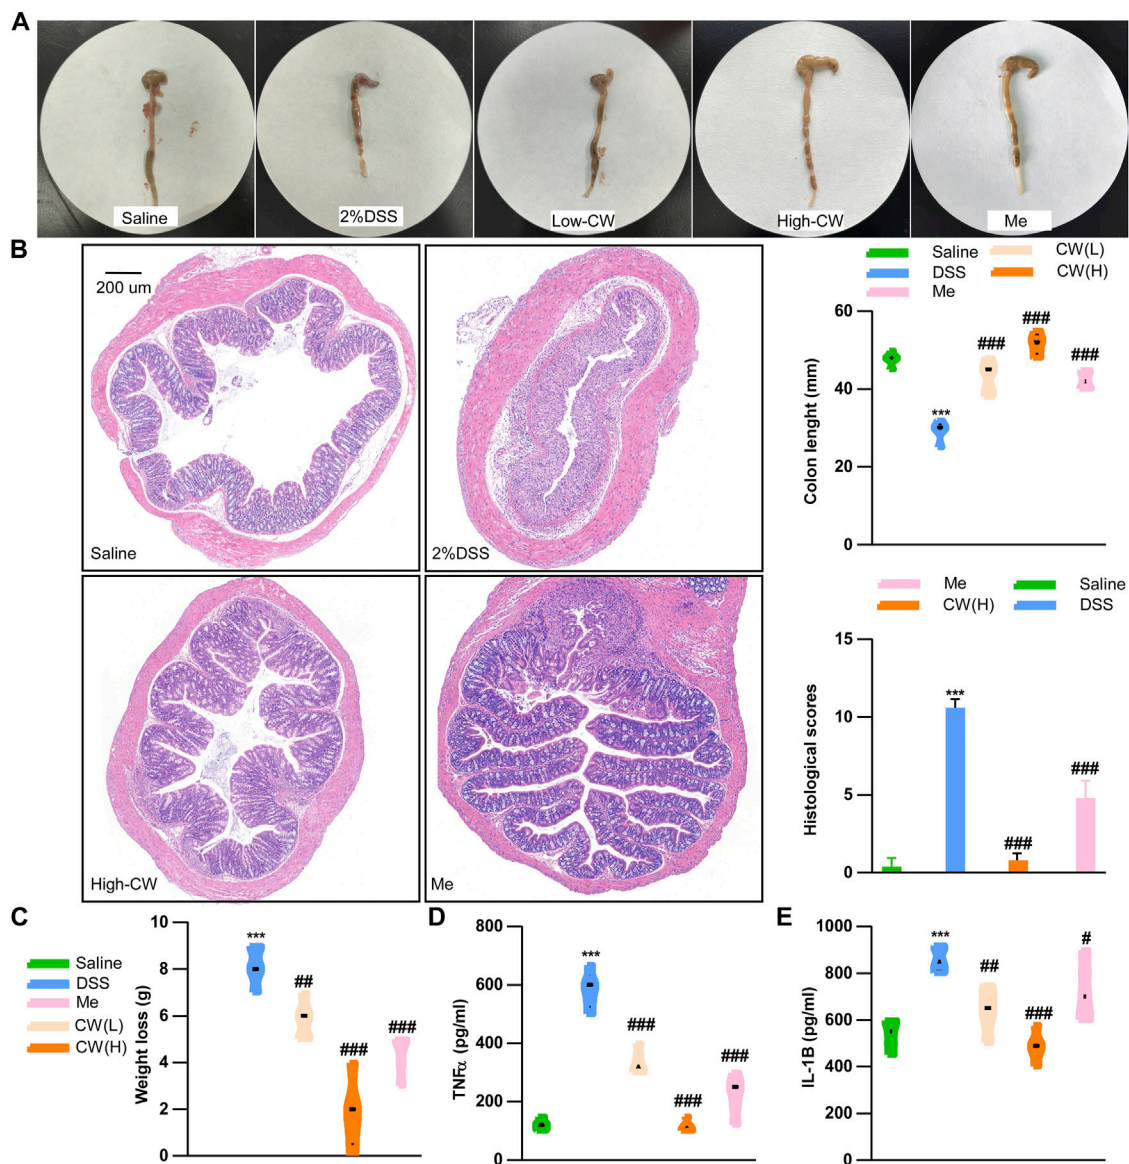 A
Saline
2%DSS
Low-CW
High-CW
Me
B
200 um
Saline
2%DSS
High-CW
Me
Saline
CW(L)
DSS
CW(H)
Me
Colon lenght (mm)
60
40
20
0
***
###
###
###
Me
Saline
CW(H)
DSS
Histological scores
15
10
5
0
***
###
###
C
Saline
DSS
Me
CW(L)
CW(H)
Weight loss (g)
10
8
6
4
2
0
***
##
###
###
D
TNFα (pg/ml)
800
600
400
200
0
***
###
###
###
E
IL-1B (pg/ml)
1000
800
600
400
200
0
***
##
###
#